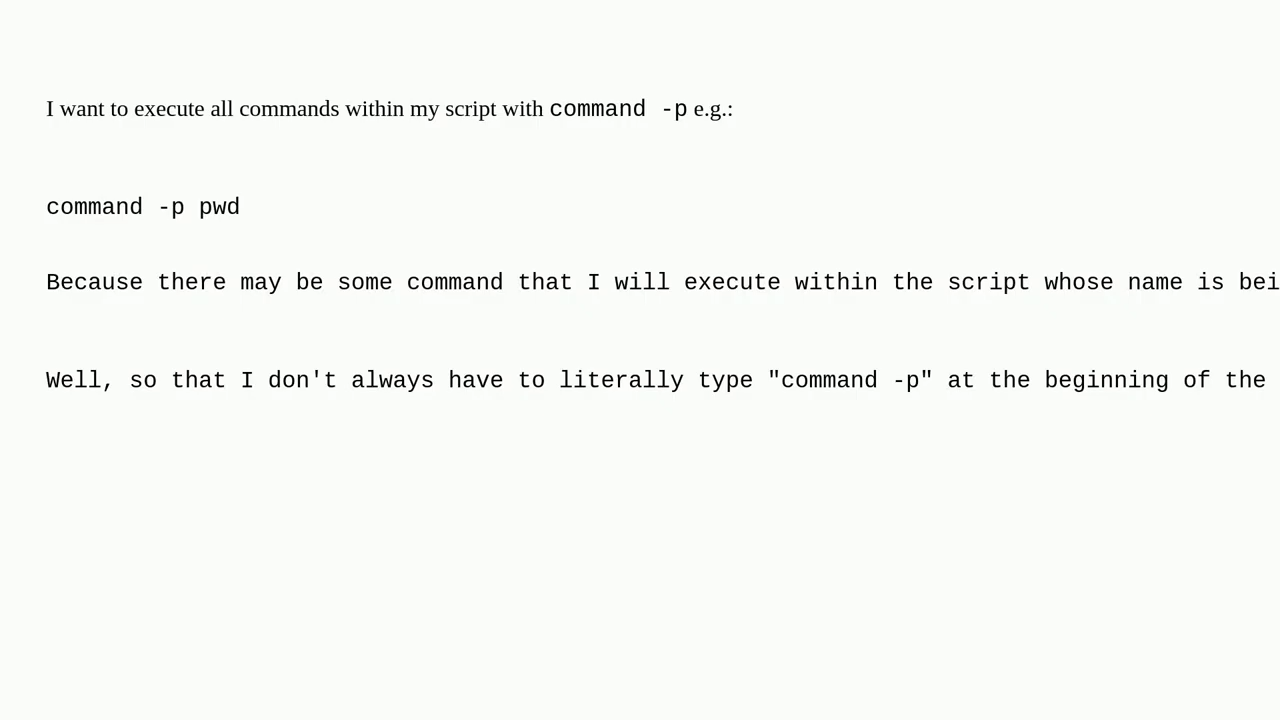 I want to execute all commands within my script with command -p e.g.:
command -p pwd
Because there may be some command that I will execute within the script whose name is bei
Well, so that I don't always have to literally type "command -p" at the beginning of the